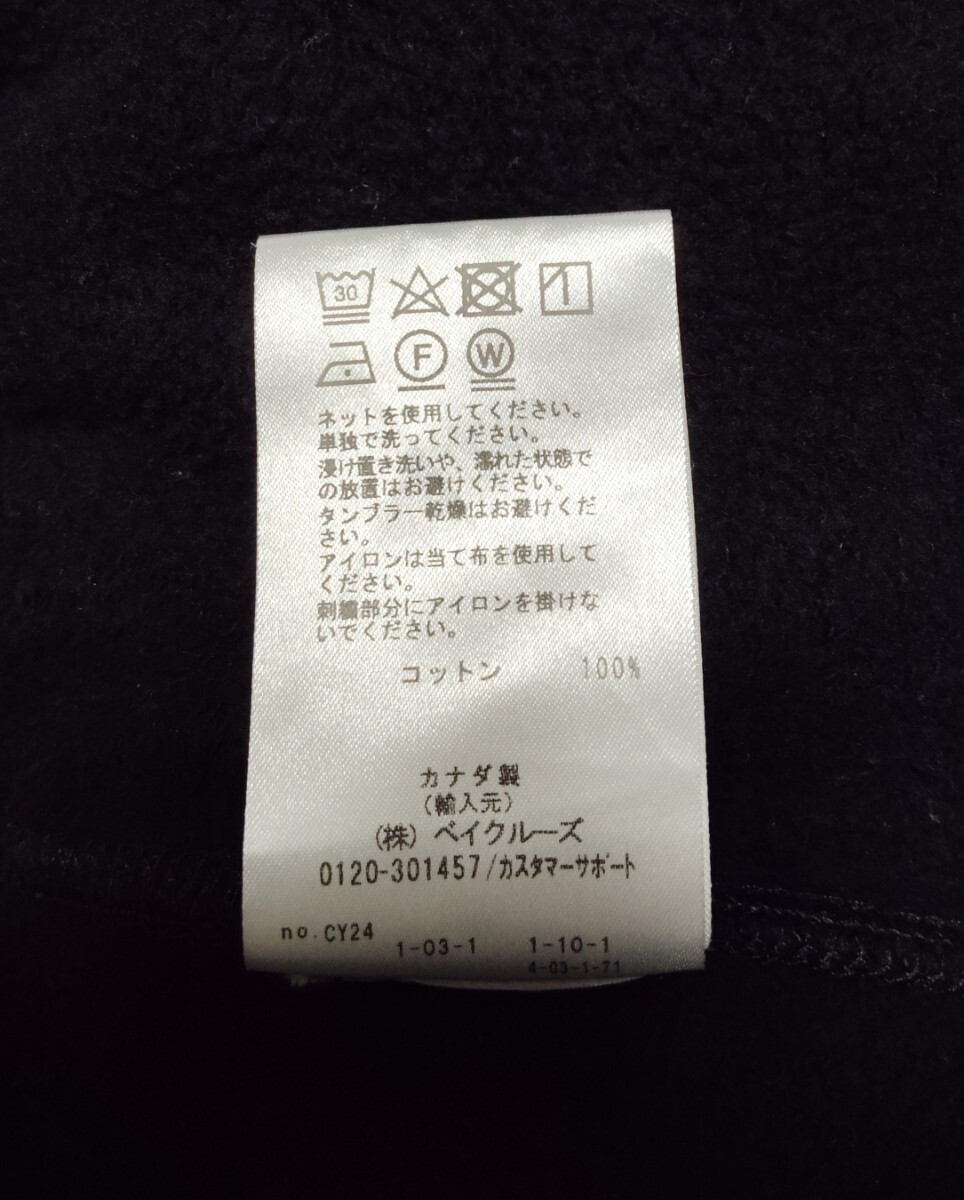 30
F W
ネットを使用してください。
単独で洗ってください。
浸け置き洗いや、濡れた状態で
の放置はお避けください。
タンブラー乾燥はお避けくだ
さい。
アイロンは当て布を使用して
ください。
刺繍部分にアイロンを掛けな
いでください。
コットン 100%
カナダ製
(輸入元)
(株) ベイクルーズ
0120-301457/カスタマーサポート
no.CY24 1-03-1 1-10-1
4-03-1-71